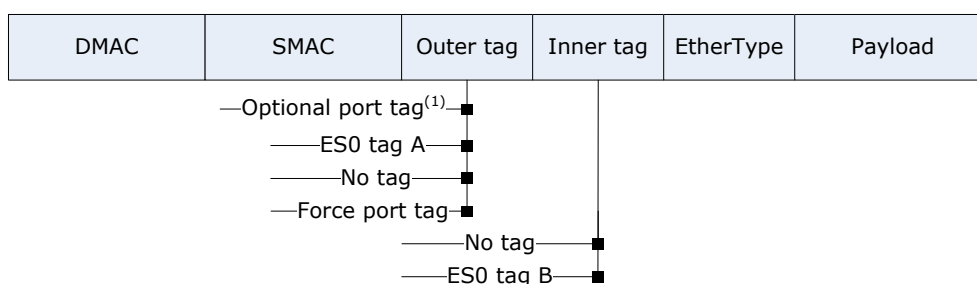 DMAC SMAC Outer tag Inner tag EtherType Payload
Optional port tag(1)
ES0 tag A
No tag
Force port tag
No tag
ES0 tag B